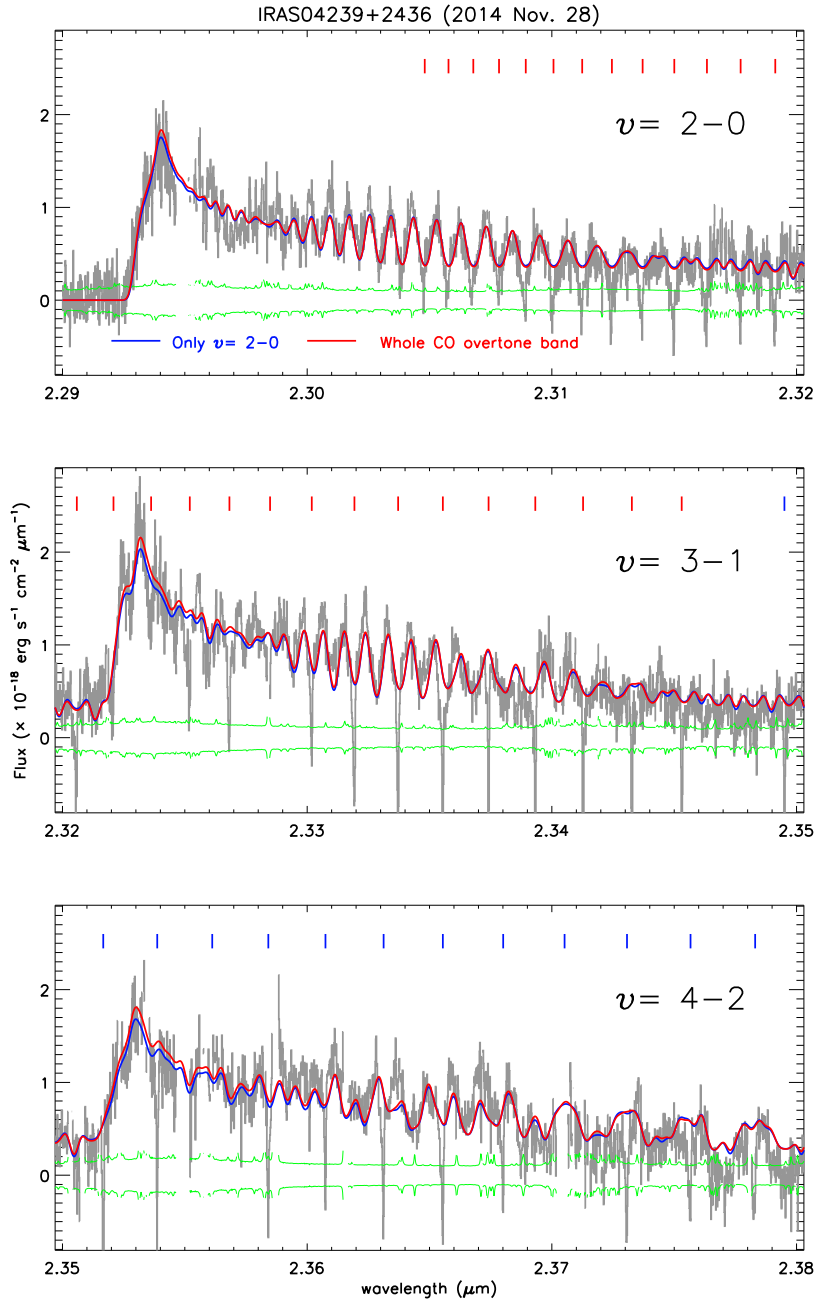 IRAS04239+2436 (2014 Nov. 28)
2
1
0
υ= 2-0
Only υ= 2-0
Whole CO overtone band
2.29 2.30 2.31 2.32
2
1
0
υ= 3-1
Flux (× 10⁻¹⁸ erg s⁻¹ cm⁻² μm⁻¹)
2.32 2.33 2.34 2.35
2
1
0
υ= 4-2
2.35 2.36 2.37 2.38
wavelength (μm)